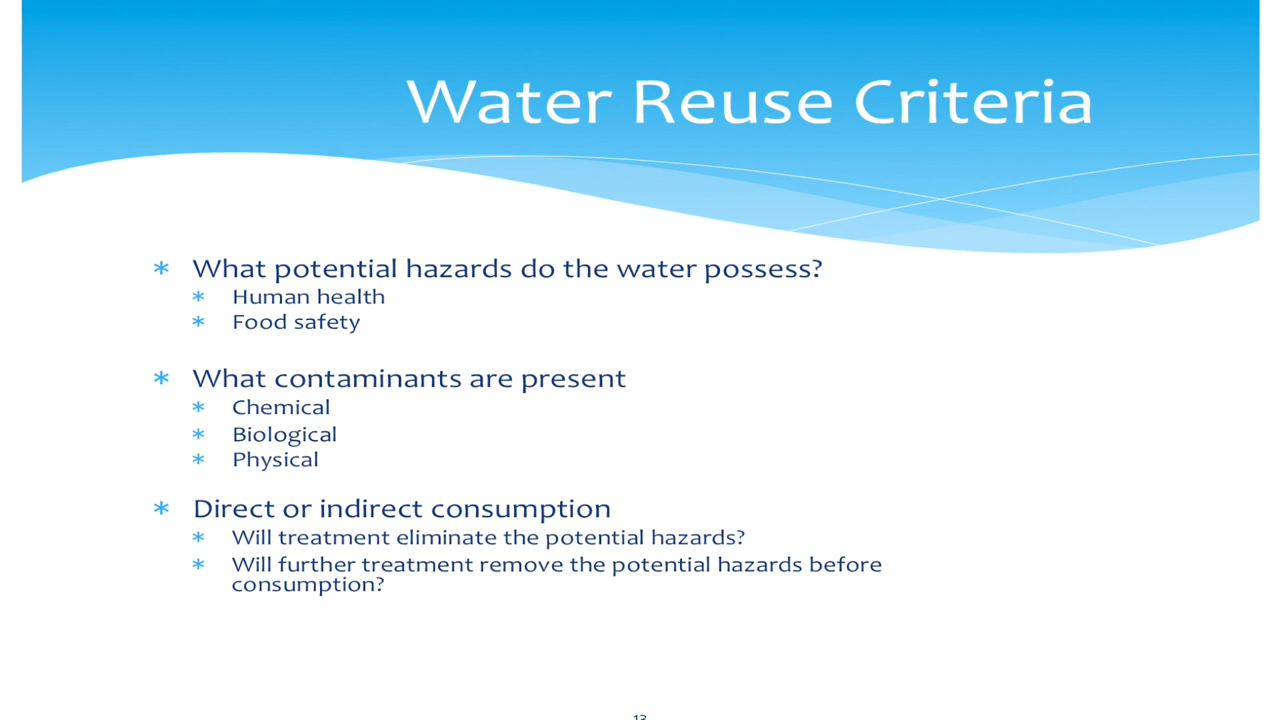 Water Reuse Criteria
* What potential hazards do the water possess?
* Human health
* Food safety
* What contaminants are present
* Chemical
* Biological
* Physical
* Direct or indirect consumption
* Will treatment eliminate the potential hazards?
* Will further treatment remove the potential hazards before
consumption?
13